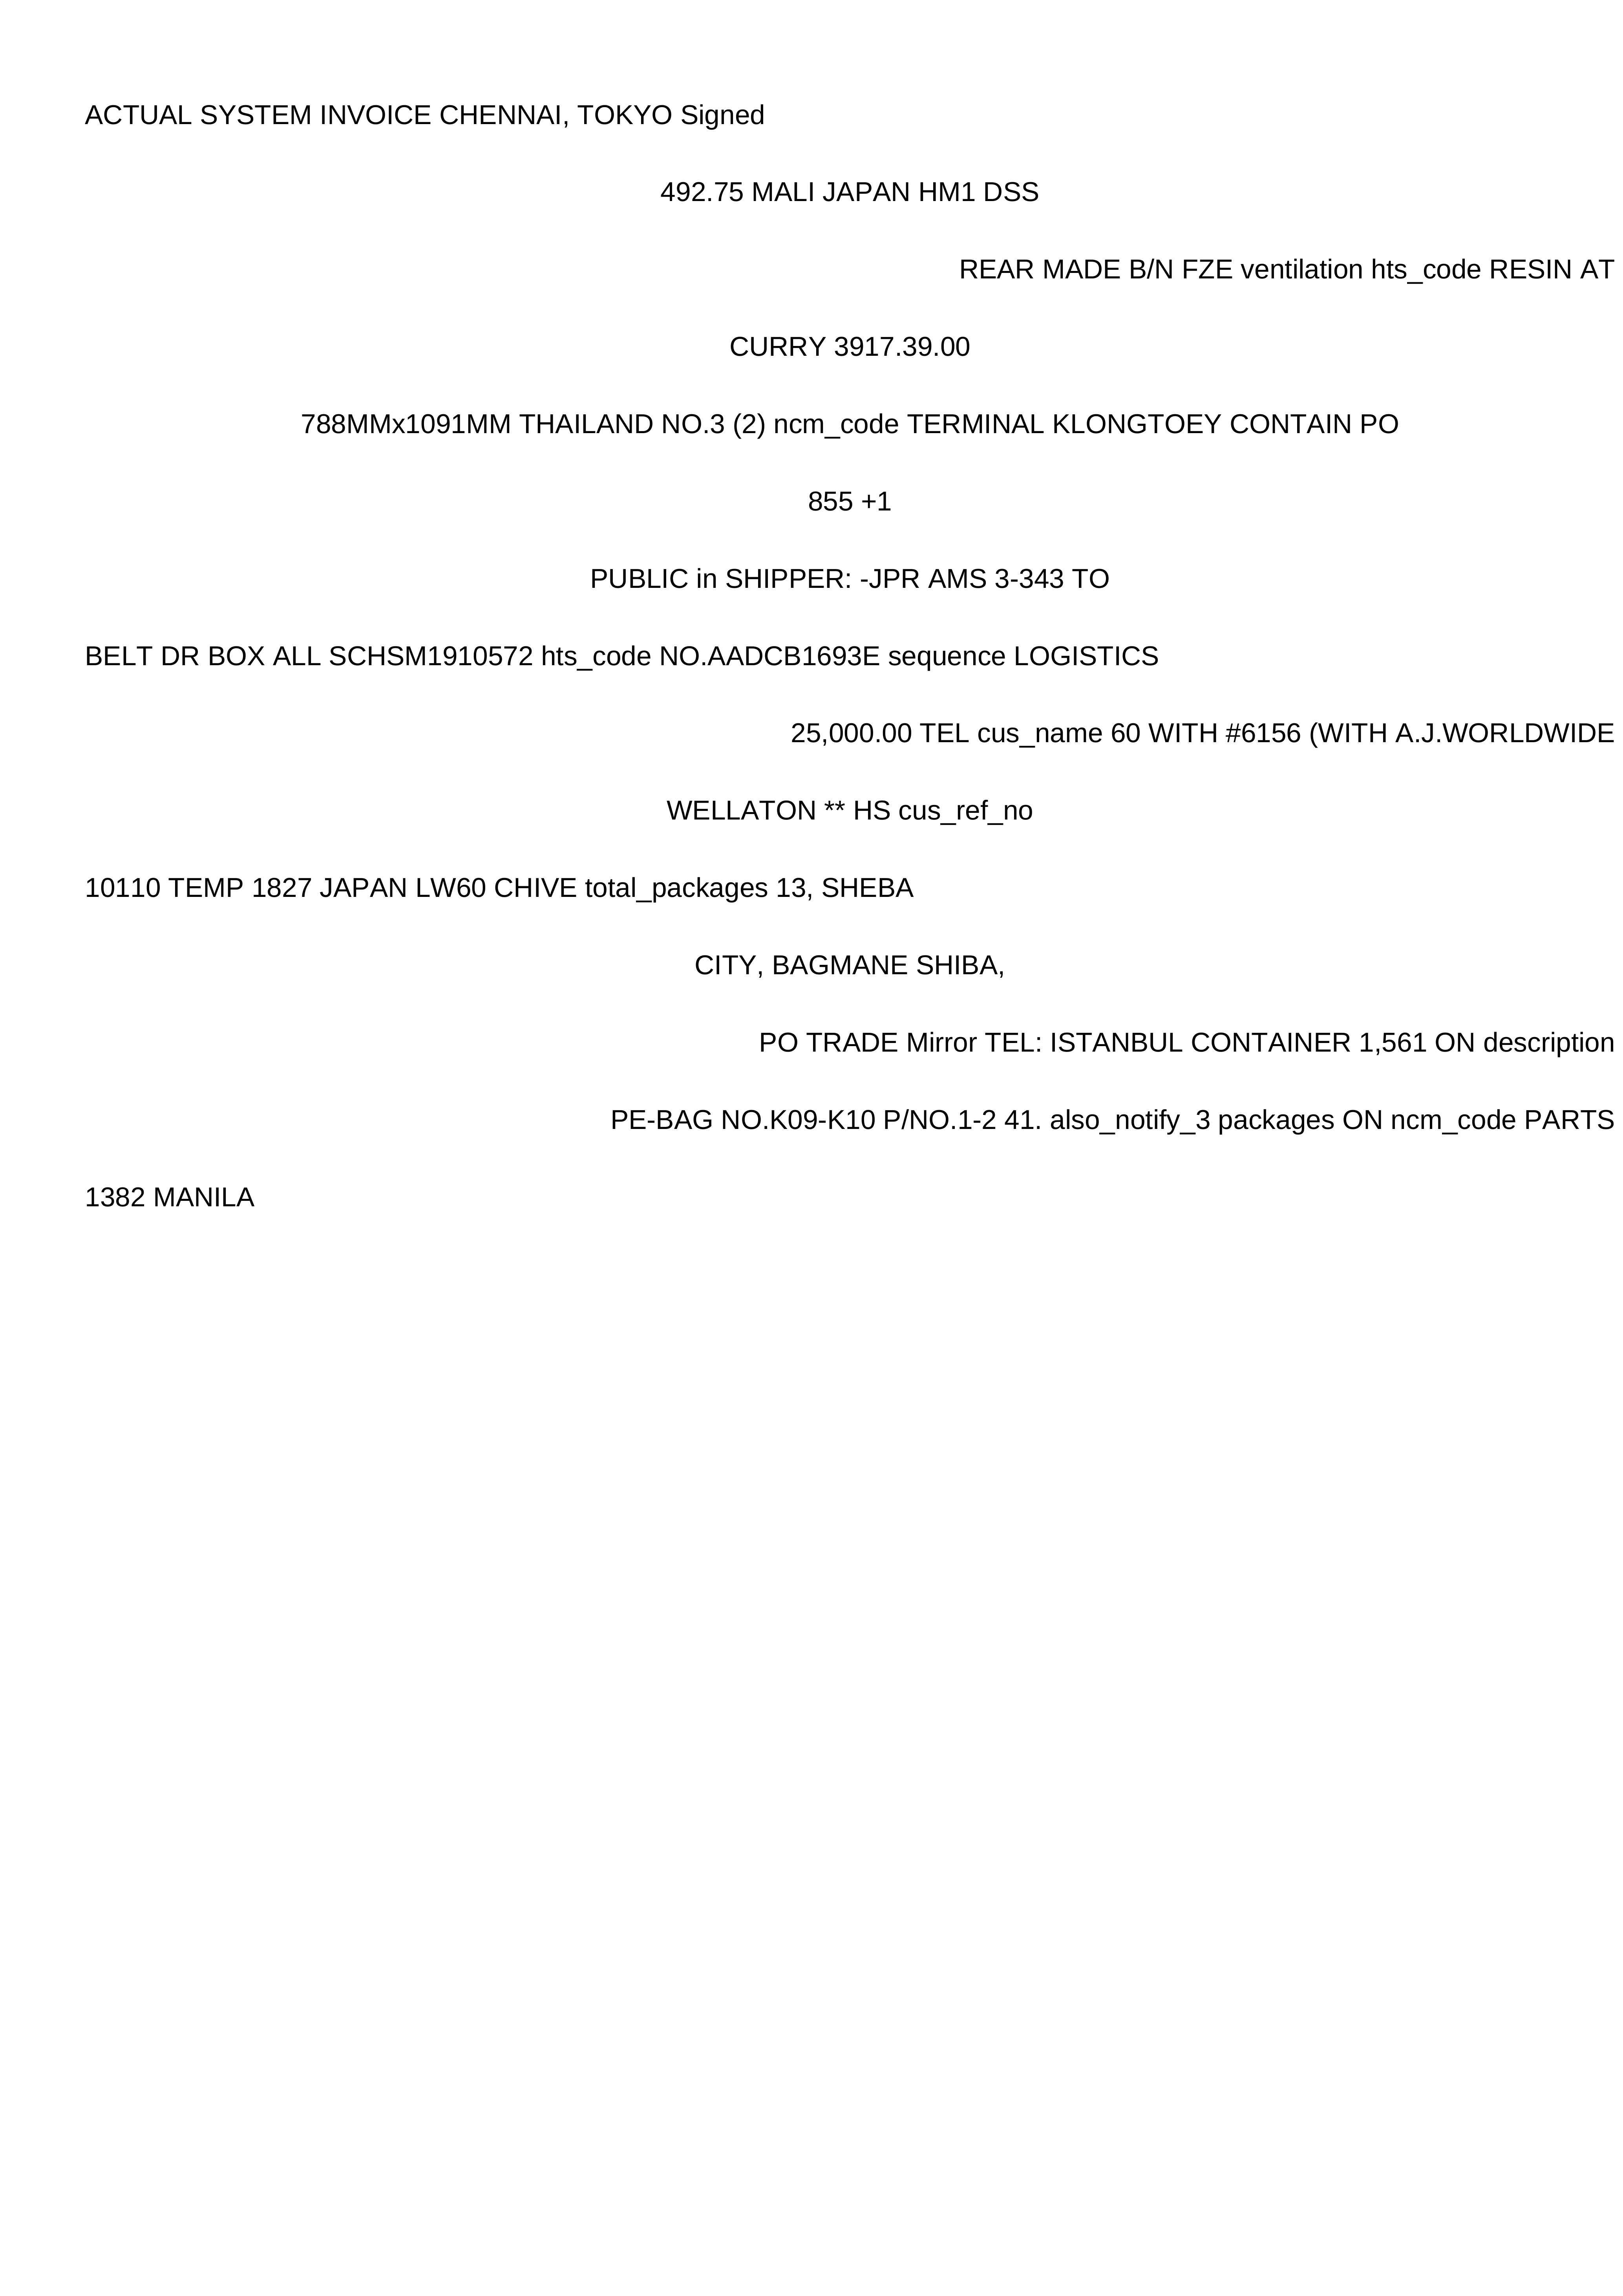 ACTUAL SYSTEM INVOICE CHENNAI, TOKYO Signed
492.75 MALI JAPAN HM1 DSS
REAR MADE B/N FZE ventilation hts_code RESIN AT
CURRY 3917.39.00
788MMx1091MM THAILAND NO.3 (2) ncm_code TERMINAL KLONGTOEY CONTAIN PO
855 +1
PUBLIC in SHIPPER: -JPR AMS 3-343 TO
BELT DR BOX ALL SCHSM1910572 hts_code NO.AADCB1693E sequence LOGISTICS
25,000.00 TEL cus_name 60 WITH #6156 (WITH A.J.WORLDWIDE
WELLATON ** HS cus_ref_no
10110 TEMP 1827 JAPAN LW60 CHIVE total_packages 13, SHEBA
CITY, BAGMANE SHIBA,
PO TRADE Mirror TEL: ISTANBUL CONTAINER 1,561 ON description
PE-BAG NO.K09-K10 P/NO.1-2 41. also_notify_3 packages ON ncm_code PARTS
1382 MANILA